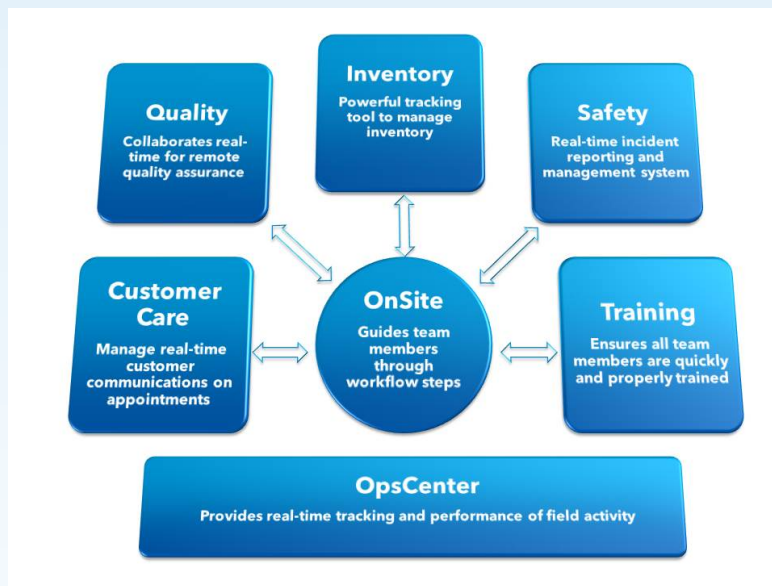 Quality
Collaborates real-
time for remote
quality assurance
Inventory
Powerful tracking
tool to manage
inventory
Safety
Real-time incident
reporting and
management system
Customer
Care
Manage real-time
customer
communications on
appointments
OnSite
Guides team
members
through
workflow steps
Training
Ensures all team
members are quickly
and properly trained
OpsCenter
Provides real-time tracking and performance of field activity